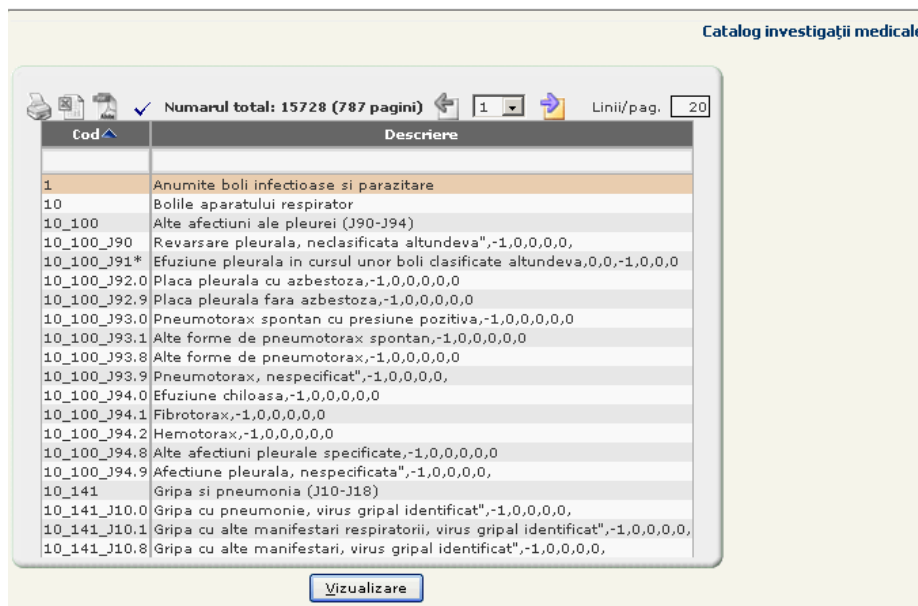 Catalog investigații medicale
Numarul total: 15728 (787 pagini) 1 Linii/pag. 20
Cod Descriere
1 Anumite boli infectioase si parazitare
10 Bolile aparatului respirator
10_100 Alte afectiuni ale pleurei (J90-J94)
10_100_J90 Revarsare pleurala, neclasificata altundeva",-1,0,0,0,0,
10_100_J91* Efuziune pleurala in cursul unor boli clasificate altundeva,0,0,-1,0,0,0
10_100_J92.0 Placa pleurala cu azbestoza,-1,0,0,0,0,0
10_100_J92.9 Placa pleurala fara azbestoza,-1,0,0,0,0,0
10_100_J93.0 Pneumotorax spontan cu presiune pozitiva,-1,0,0,0,0,0
10_100_J93.1 Alte forme de pneumotorax spontan,-1,0,0,0,0,0
10_100_J93.8 Alte forme de pneumotorax,-1,0,0,0,0,0
10_100_J93.9 Pneumotorax, nespecificat",-1,0,0,0,0,
10_100_J94.0 Efuziune chiloasa,-1,0,0,0,0,0
10_100_J94.1 Fibrotorax,-1,0,0,0,0,0
10_100_J94.2 Hemotorax,-1,0,0,0,0,0
10_100_J94.8 Alte afectiuni pleurale specificate,-1,0,0,0,0,0
10_100_J94.9 Afectiune pleurala, nespecificata",-1,0,0,0,0,
10_141 Gripa si pneumonia (J10-J18)
10_141_J10.0 Gripa cu pneumonie, virus gripal identificat",-1,0,0,0,0,
10_141_J10.1 Gripa cu alte manifestari respiratorii, virus gripal identificat",-1,0,0,0,0,
10_141_J10.8 Gripa cu alte manifestari, virus gripal identificat",-1,0,0,0,0,
Vizualizare